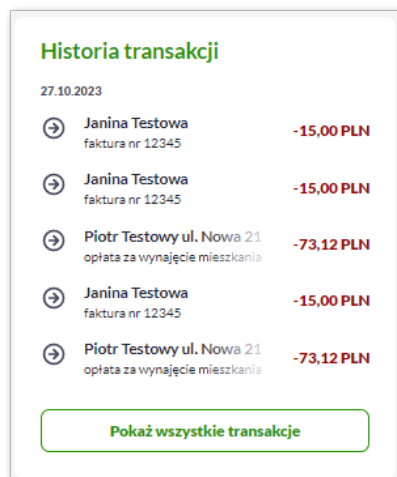 Historia transakcji
27.10.2023
Janina Testowa
-15,00 PLN
faktura nr 12345
Janina Testowa
-15,00 PLN
faktura nr 12345
Piotr Testowy ul. Nowa 21
-73,12 PLN
opłata za wynajęcie mieszkania
Janina Testowa
-15,00 PLN
faktura nr 12345
Piotr Testowy ul. Nowa 21
-73,12 PLN
opłata za wynajęcie mieszkania
Pokaż wszystkie transakcje